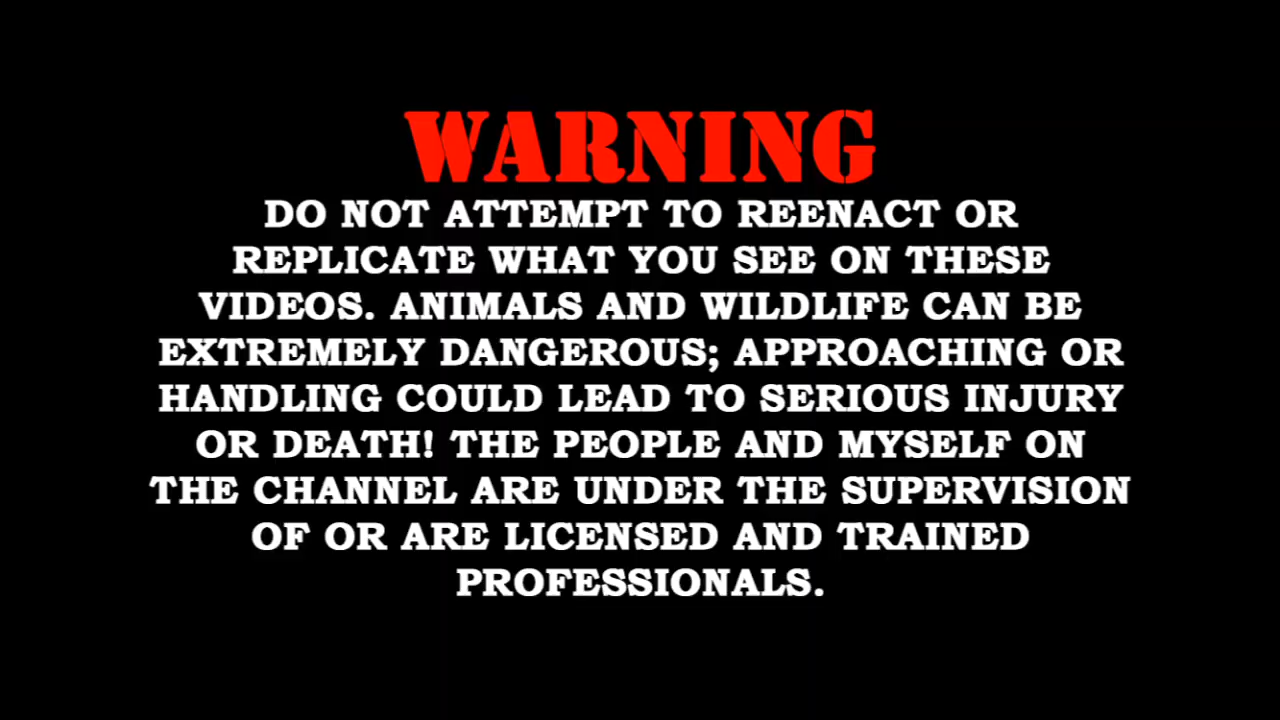 WARNING
DO NOT ATTEMPT TO REENACT OR
REPLICATE WHAT YOU SEE ON THESE
VIDEOS. ANIMALS AND WILDLIFE CAN BE
EXTREMELY DANGEROUS; APPROACHING OR
HANDLING COULD LEAD TO SERIOUS INJURY
OR DEATH! THE PEOPLE AND MYSELF ON
THE CHANNEL ARE UNDER THE SUPERVISION
OF OR ARE LICENSED AND TRAINED
PROFESSIONALS.